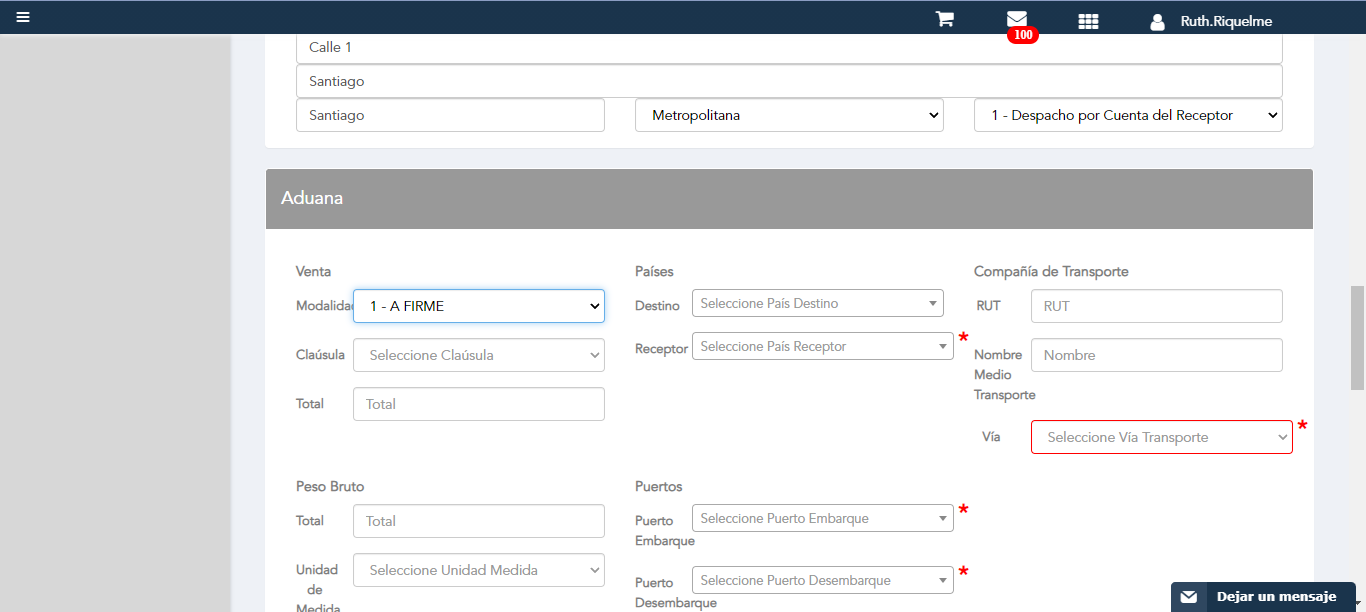 Ruth.Riquelme
100
Calle 1
Santiago
Santiago
Metropolitana
1 - Despacho por Cuenta del Receptor
Aduana
Venta
Países
Compañía de Transporte
Modalidad
1 - A FIRME
Destino
Seleccione País Destino
RUT
RUT
Receptor
Seleccione País Receptor
*
Claúsula
Seleccione Claúsula
Nombre
Medio
Transporte
Nombre
Total
Total
Vía
Seleccione Vía Transporte
*
Peso Bruto
Puertos
Total
Total
Puerto
Embarque
Seleccione Puerto Embarque
*
Unidad
de
Medida
Seleccione Unidad Medida
Puerto
Desembarque
Seleccione Puerto Desembarque
*
Dejar un mensaje